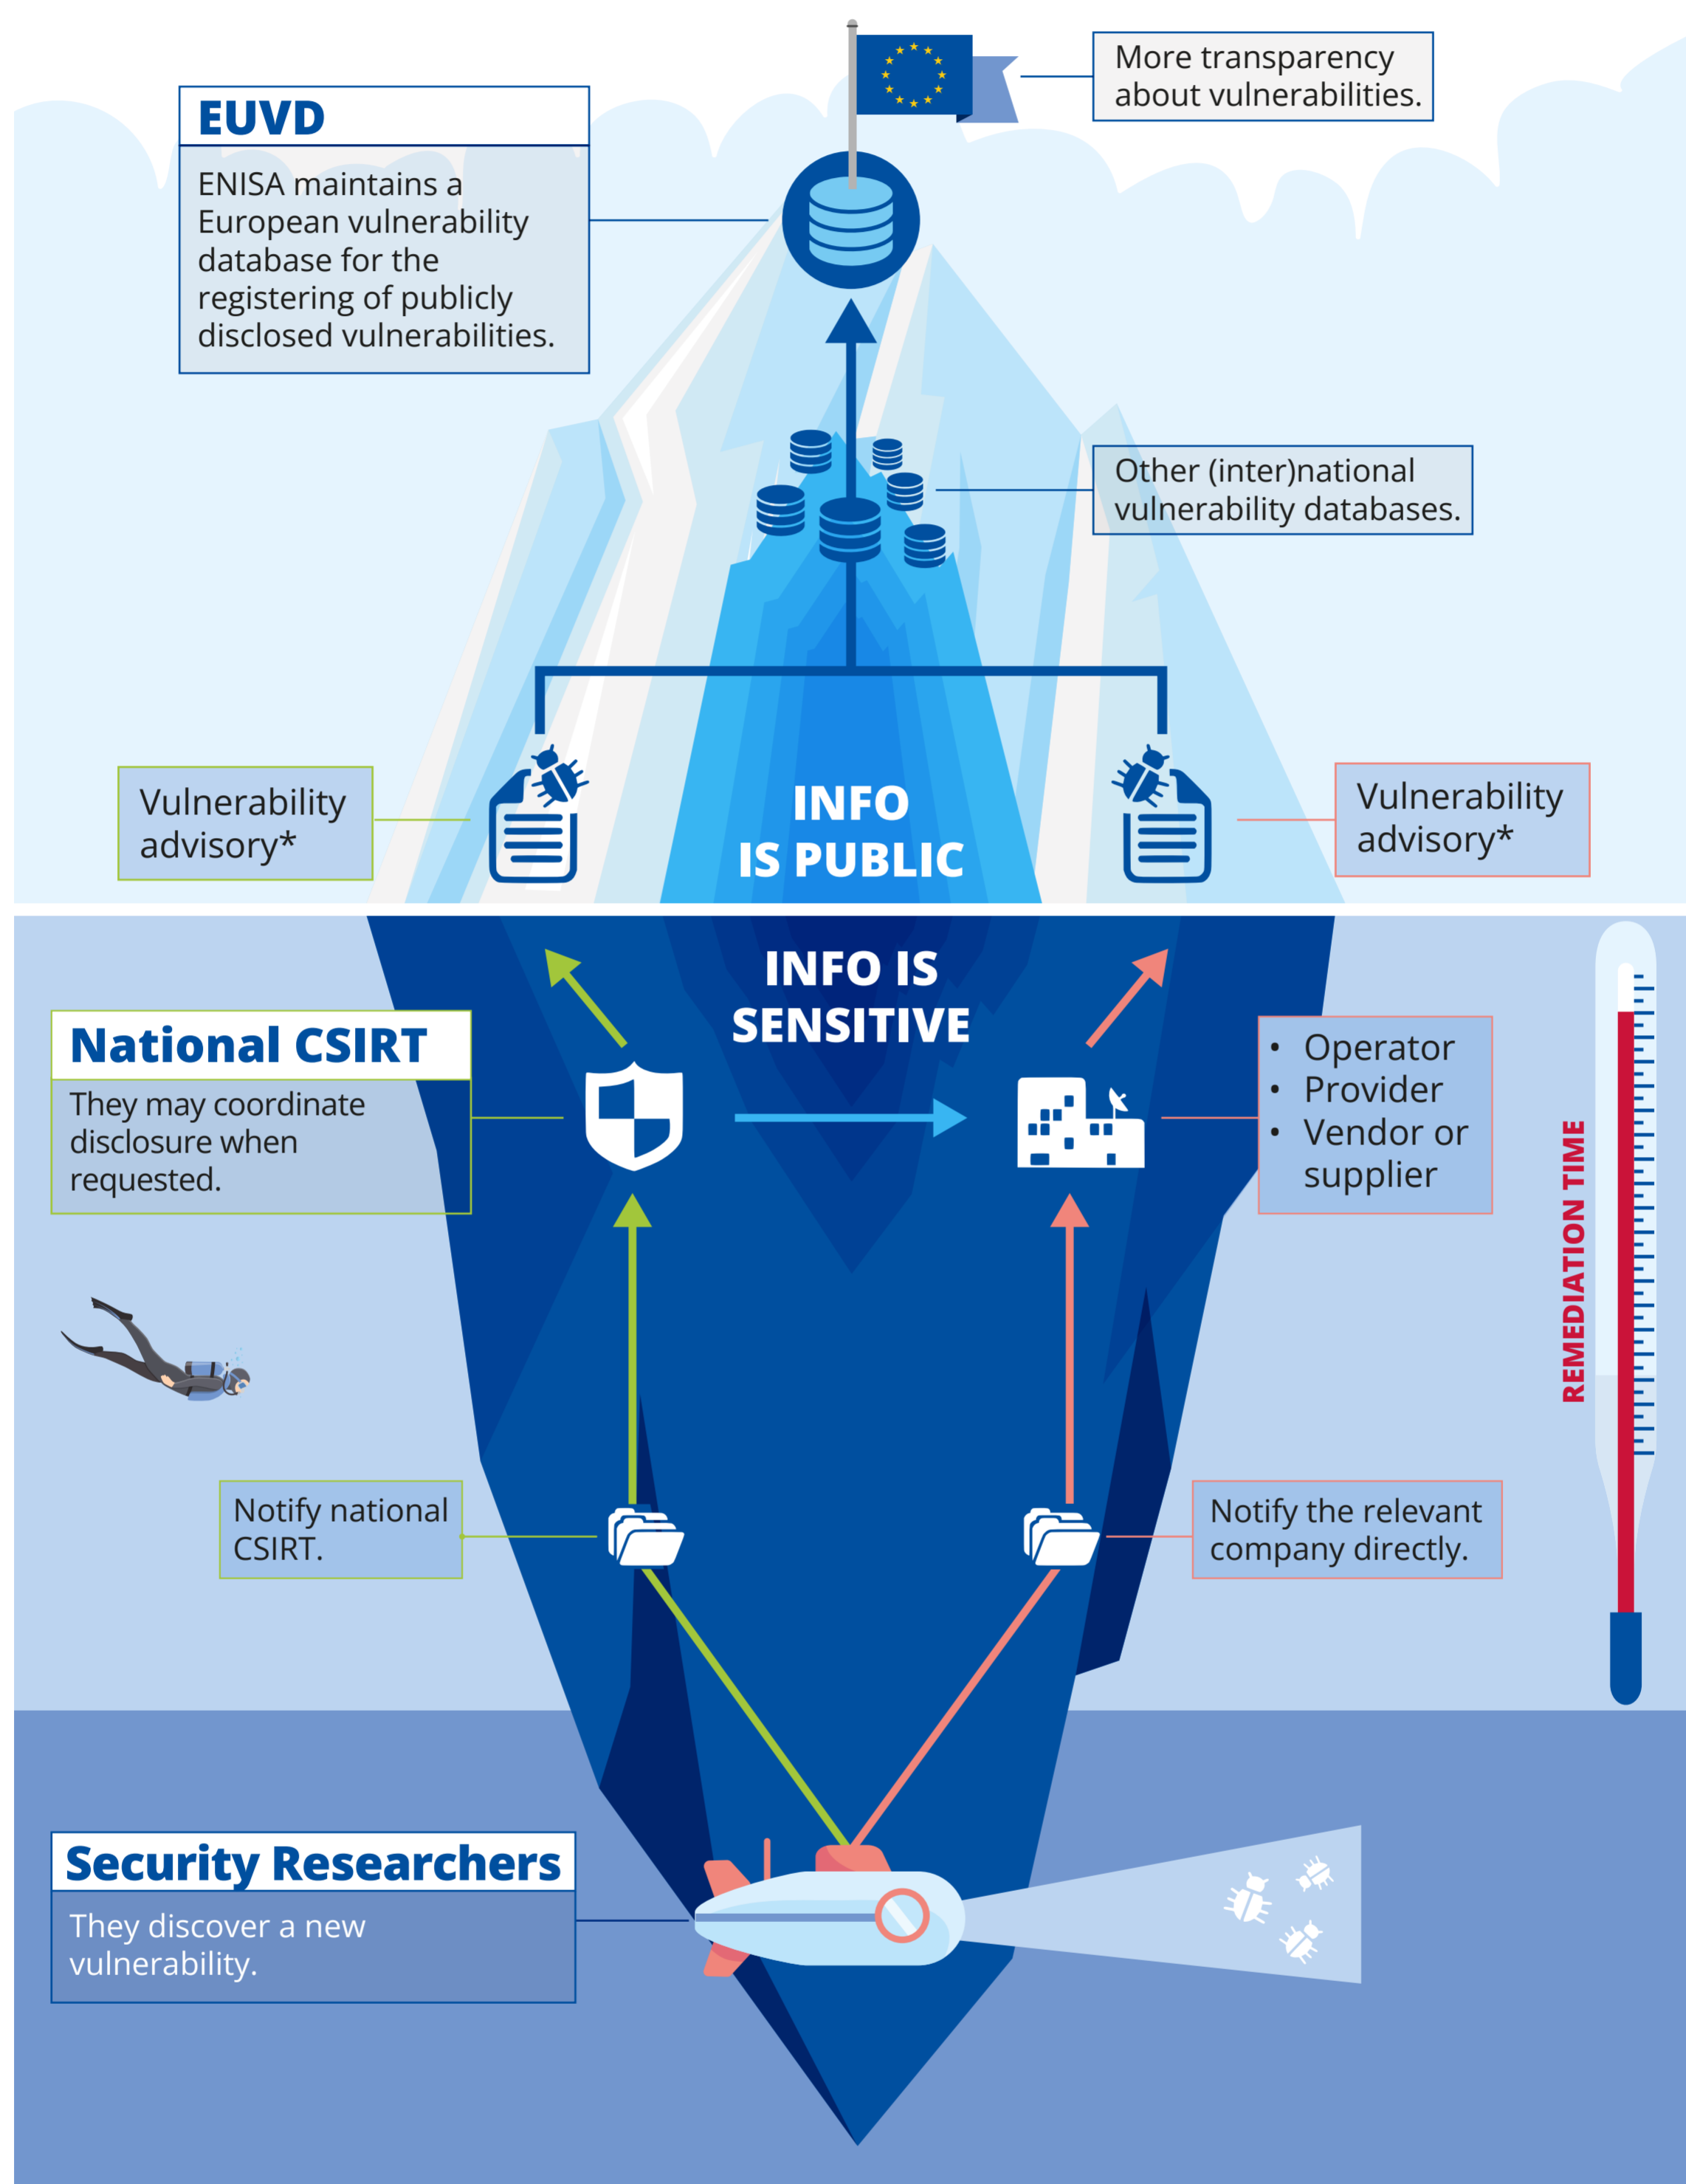 More transparency
about vulnerabilities.
EUVD
ENISA maintains a
European vulnerability
database for the
registering of publicly
disclosed vulnerabilities.
Other (inter)national
vulnerability databases.
Vulnerability
advisory*
INFO
IS PUBLIC
Vulnerability
advisory*
INFO IS
SENSITIVE
National CSIRT
They may coordinate
disclosure when
requested.
• Operator
• Provider
• Vendor or
supplier
REMEDIATION TIME
Notify national
CSIRT.
Notify the relevant
company directly.
Security Researchers
They discover a new
vulnerability.